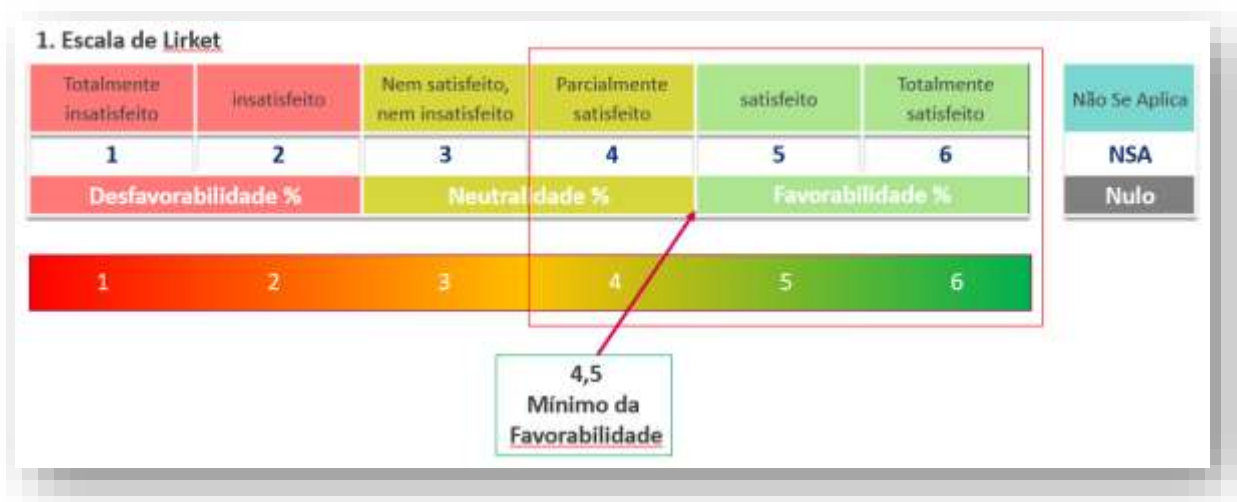 1. Escala de Lirket
Totalmente insatisfeito
insatisfeito
Nem satisfeito, nem insatisfeito
Parcialmente satisfeito
satisfeito
Totalmente satisfeito
Não Se Aplica
1 2 3 4 5 6 NSA
Desfavorabilidade % Neutralidade % Favorabilidade % Nulo
1 2 3 4 5 6
4,5
Mínimo da
Favorabilidade